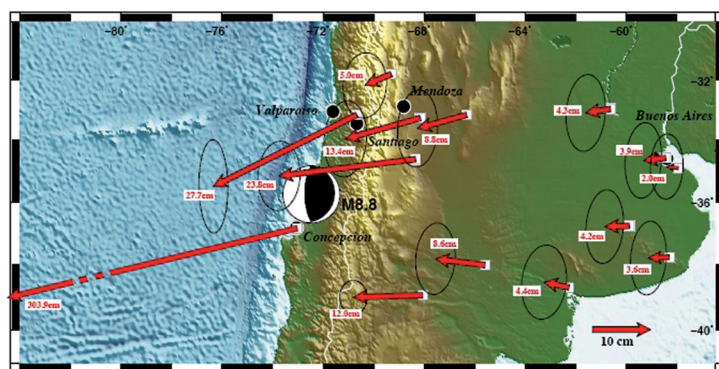 −80
−76
−72
−68
−64
−60
−32
5.0cm
Mendoza
Valparaiso
4.3cm
Buenos Aires
8.8cm
Santiago
13.4cm
3.9cm
2.0cm
23.8cm
27.7cm
M8.8
−36
Concepcion
4.2cm
8.6cm
3.6cm
4.4cm
303.9cm
12.0cm
10 cm
−40